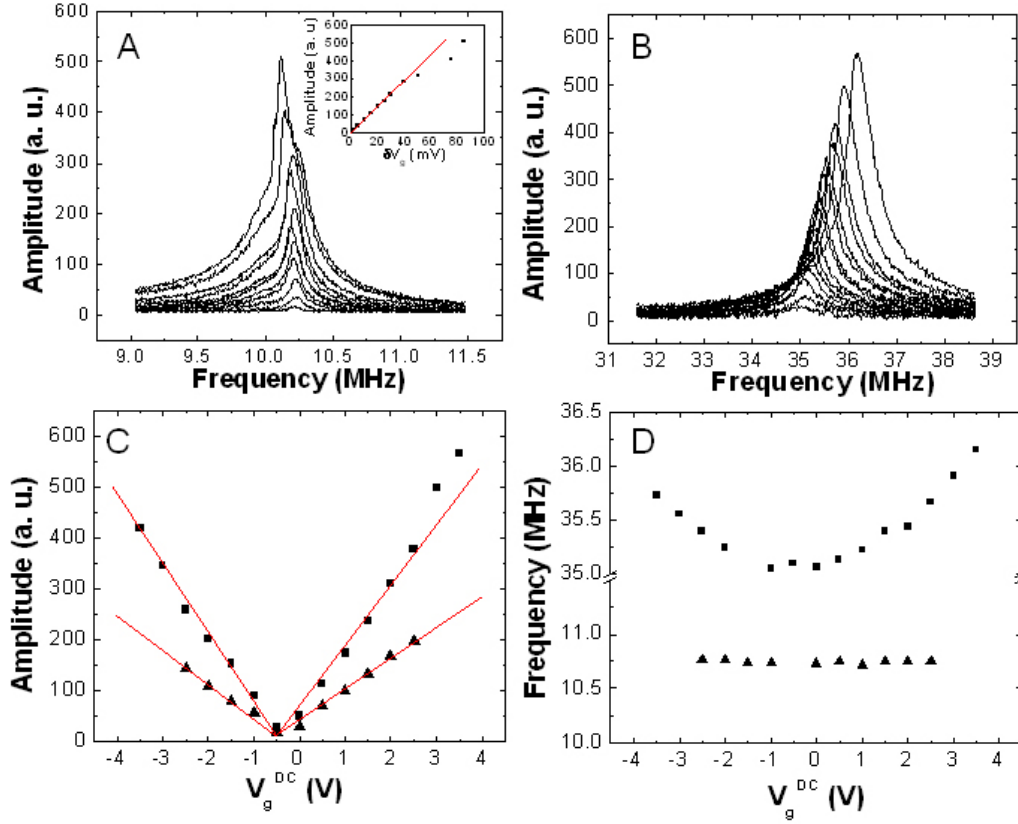 A
Amplitude (a. u.)
600
500
400
300
200
100
0
9.0 9.5 10.0 10.5 11.0 11.5
Frequency (MHz)
Amplitude (a. u)
600
500
400
300
200
100
0
0 20 40 60 80 100
δVg (mV)
B
Amplitude (a. u.)
600
500
400
300
200
100
0
31 32 33 34 35 36 37 38 39
Frequency (MHz)
C
Amplitude (a. u.)
600
500
400
300
200
100
0
-4 -3 -2 -1 0 1 2 3 4
Vg DC (V)
D
Frequency (MHz)
36.5
36.0
35.5
35.0
11.0
10.5
10.0
-4 -3 -2 -1 0 1 2 3 4
Vg DC (V)